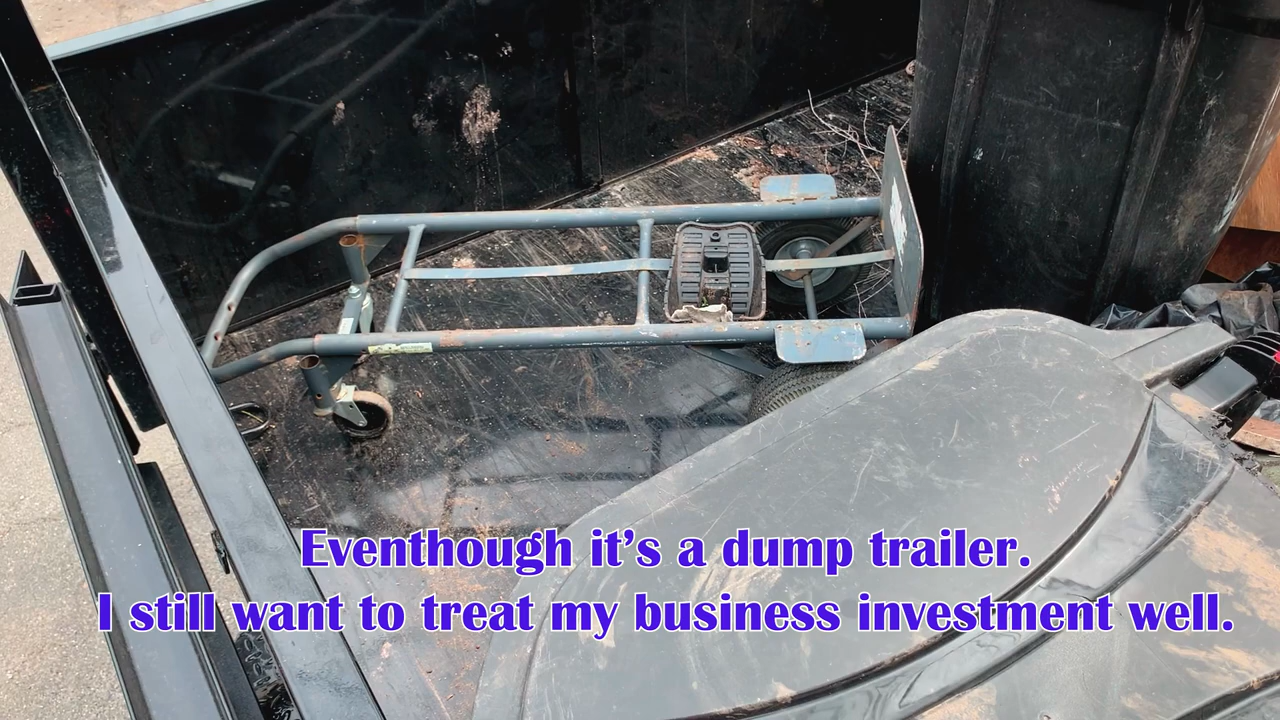 Eventhough it's a dump trailer.
I still want to treat my business investment well.